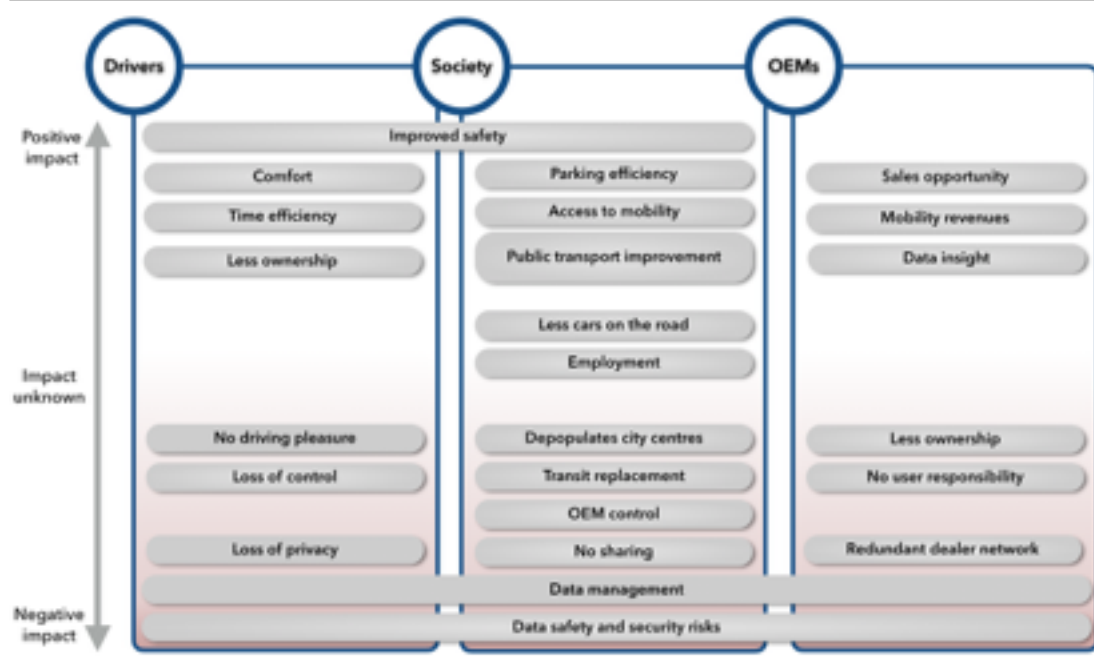 Drivers
Society
OEMs
Positive
impact
Improved safety
Comfort
Parking efficiency
Sales opportunity
Time efficiency
Access to mobility
Mobility revenues
Less ownership
Public transport improvement
Data insight
Less cars on the road
Employment
Impact
unknown
No driving pleasure
Depopulates city centres
Less ownership
Loss of control
Transit replacement
No user responsibility
OEM control
Loss of privacy
No sharing
Redundant dealer network
Data management
Negative
impact
Data safety and security risks